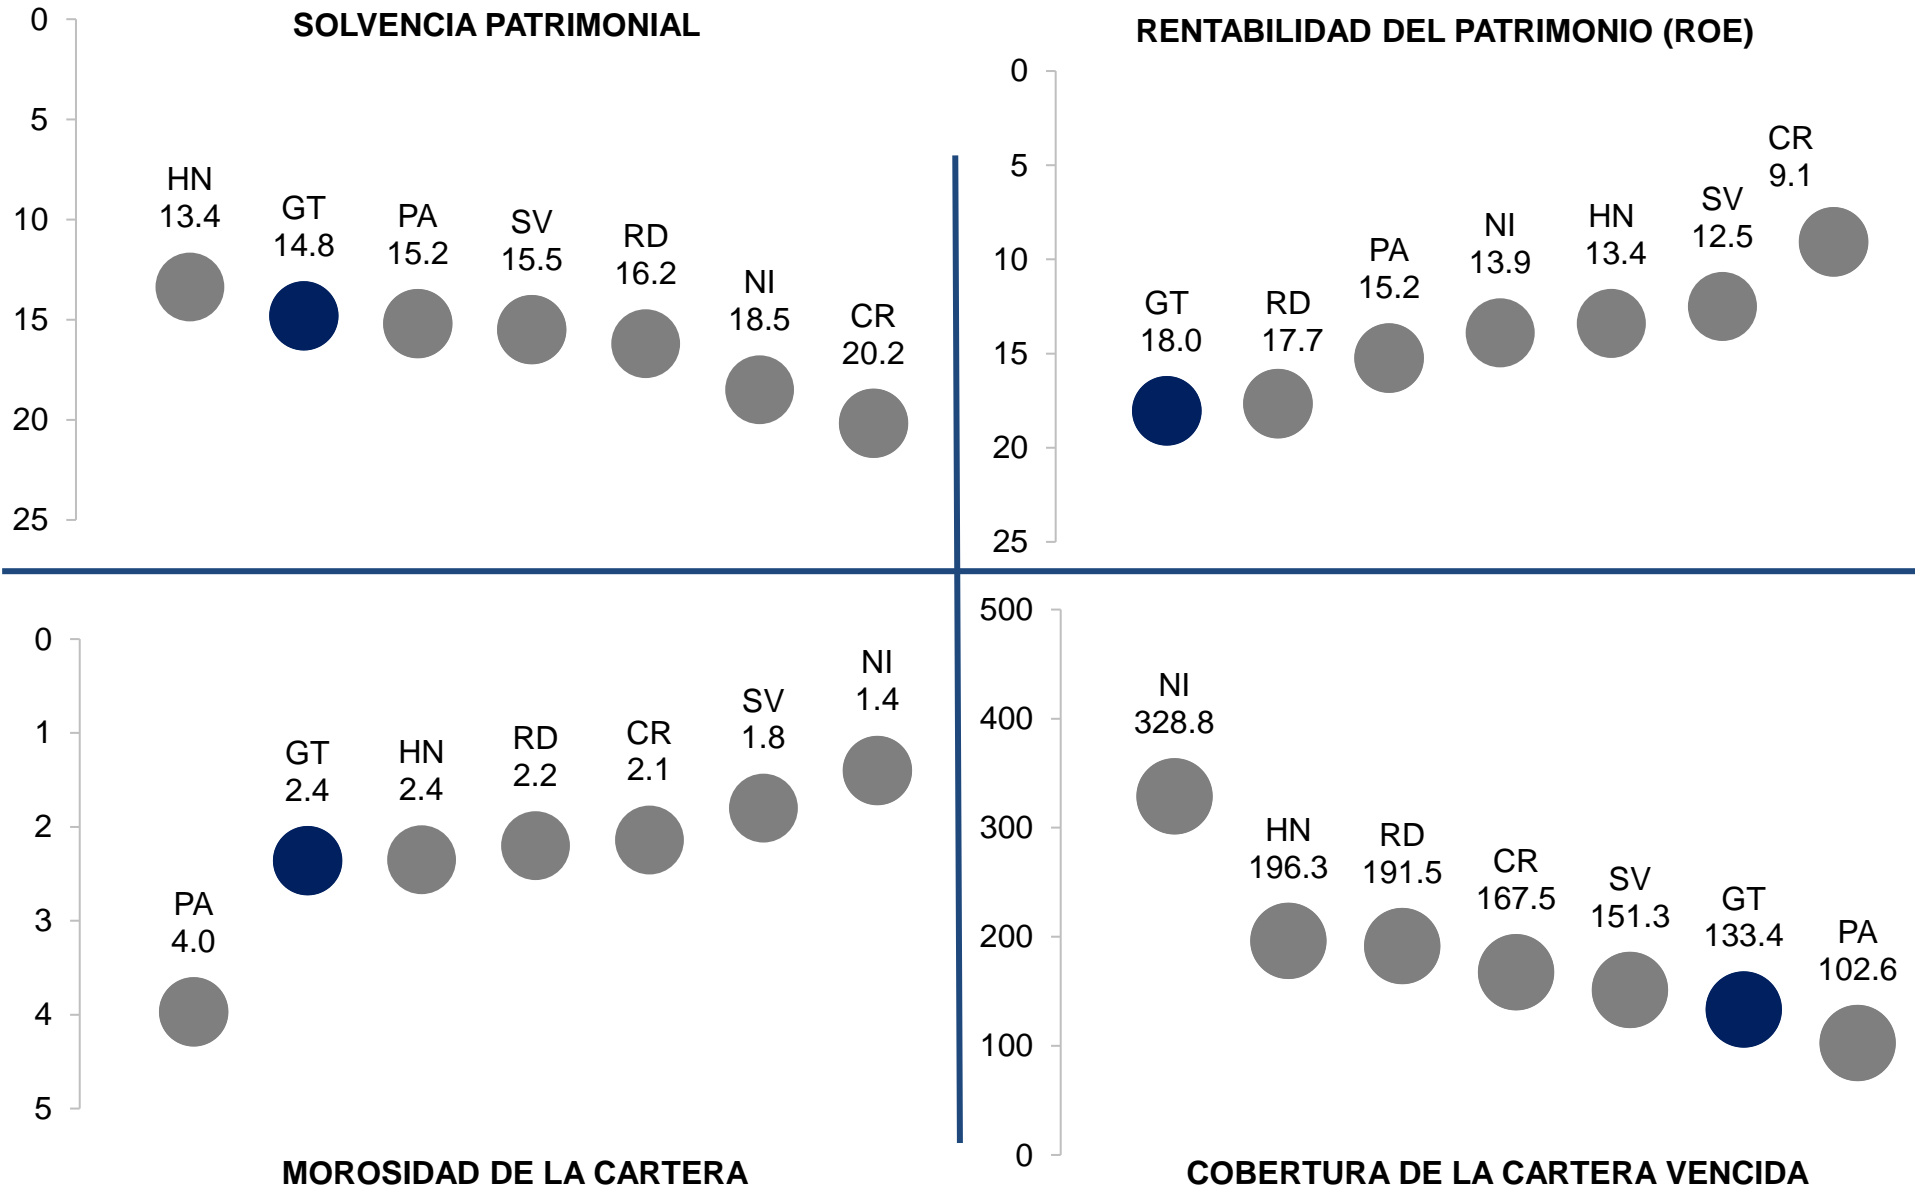 SOLVENCIA PATRIMONIAL
0
5
10
15
20
25
HN
13.4
GT
14.8
PA
15.2
SV
15.5
RD
16.2
NI
18.5
CR
20.2
RENTABILIDAD DEL PATRIMONIO (ROE)
0
5
10
15
20
25
GT
18.0
RD
17.7
PA
15.2
NI
13.9
HN
13.4
SV
12.5
CR
9.1
0
1
2
3
4
5
PA
4.0
GT
2.4
HN
2.4
RD
2.2
CR
2.1
SV
1.8
NI
1.4
MOROSIDAD DE LA CARTERA
500
400
300
200
100
0
NI
328.8
HN
196.3
RD
191.5
CR
167.5
SV
151.3
GT
133.4
PA
102.6
COBERTURA DE LA CARTERA VENCIDA